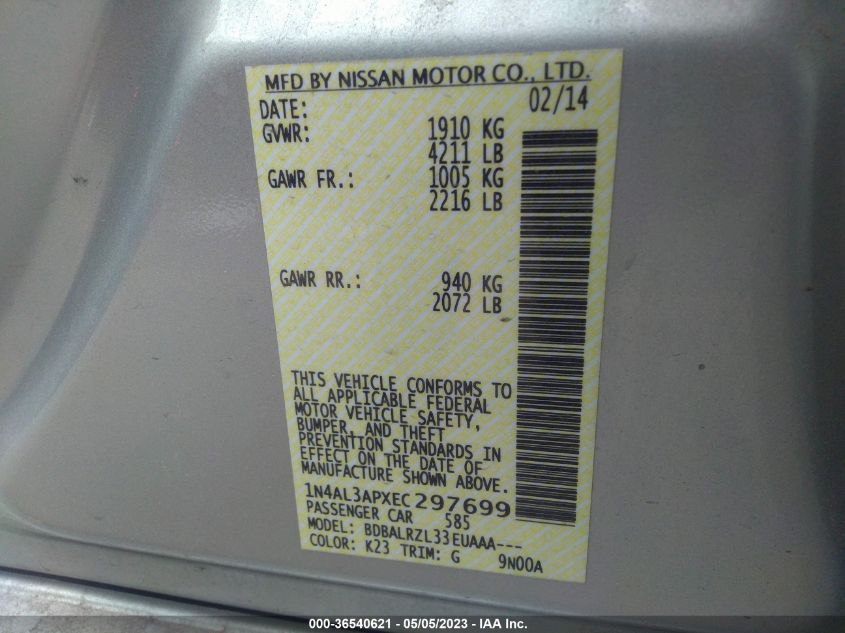 MFD BY NISSAN MOTOR CO., LTD.
DATE: 02/14
GVWR: 1910 KG
4211 LB
GAWR FR.: 1005 KG
2216 LB
GAWR RR.: 940 KG
2072 LB
THIS VEHICLE CONFORMS TO
ALL APPLICABLE FEDERAL
MOTOR VEHICLE SAFETY,
BUMPER, AND THEFT
PREVENTION STANDARDS IN
EFFECT ON THE DATE OF
MANUFACTURE SHOWN ABOVE.
1N4AL3APXEC297699
PASSENGER CAR 585
MODEL: BDBALRZL33EUAAA---
COLOR: K23 TRIM: G 9N00A
000-36540621 - 05/05/2023 - IAA Inc.